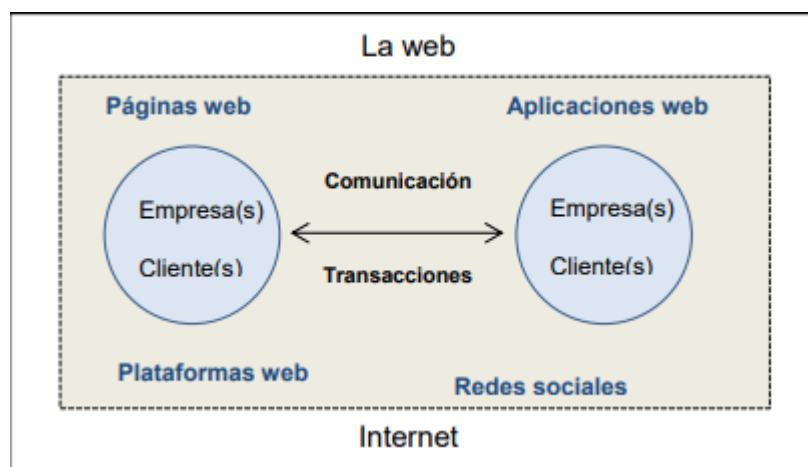 La web
Páginas web
Aplicaciones web
Comunicación
Empresa(s)
Empresa(s)
Cliente(s)
Cliente(s)
Transacciones
Plataformas web
Redes sociales
Internet